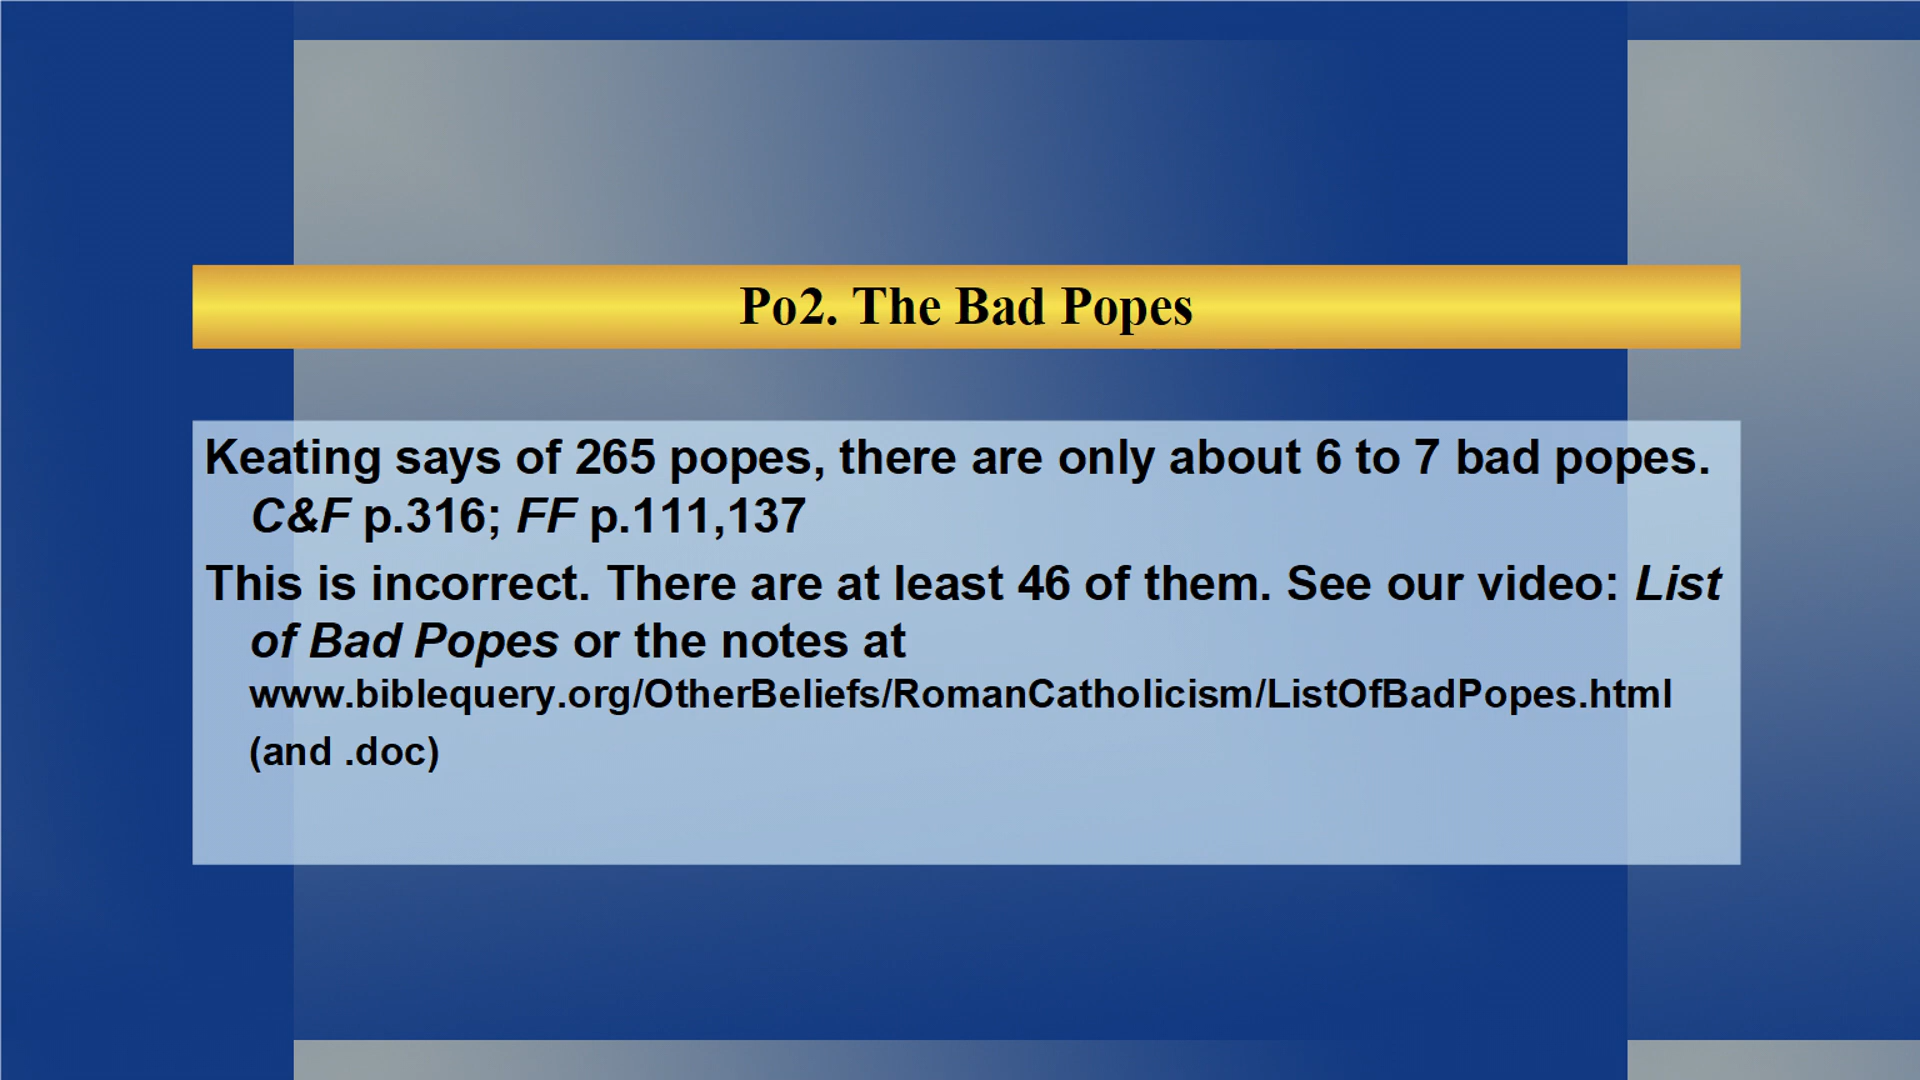 Po2. The Bad Popes
Keating says of 265 popes, there are only about 6 to 7 bad popes.
C&F p.316; FF p.111,137
This is incorrect. There are at least 46 of them. See our video: List
of Bad Popes or the notes at
www.biblequery.org/OtherBeliefs/RomanCatholicism/ListOfBadPopes.html
(and .doc)